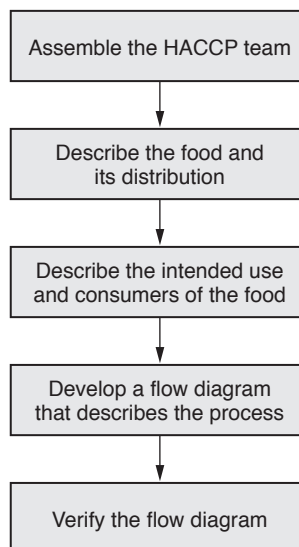 Assemble the HACCP team
Describe the food and
its distribution
Describe the intended use
and consumers of the food
Develop a flow diagram
that describes the process
Verify the flow diagram